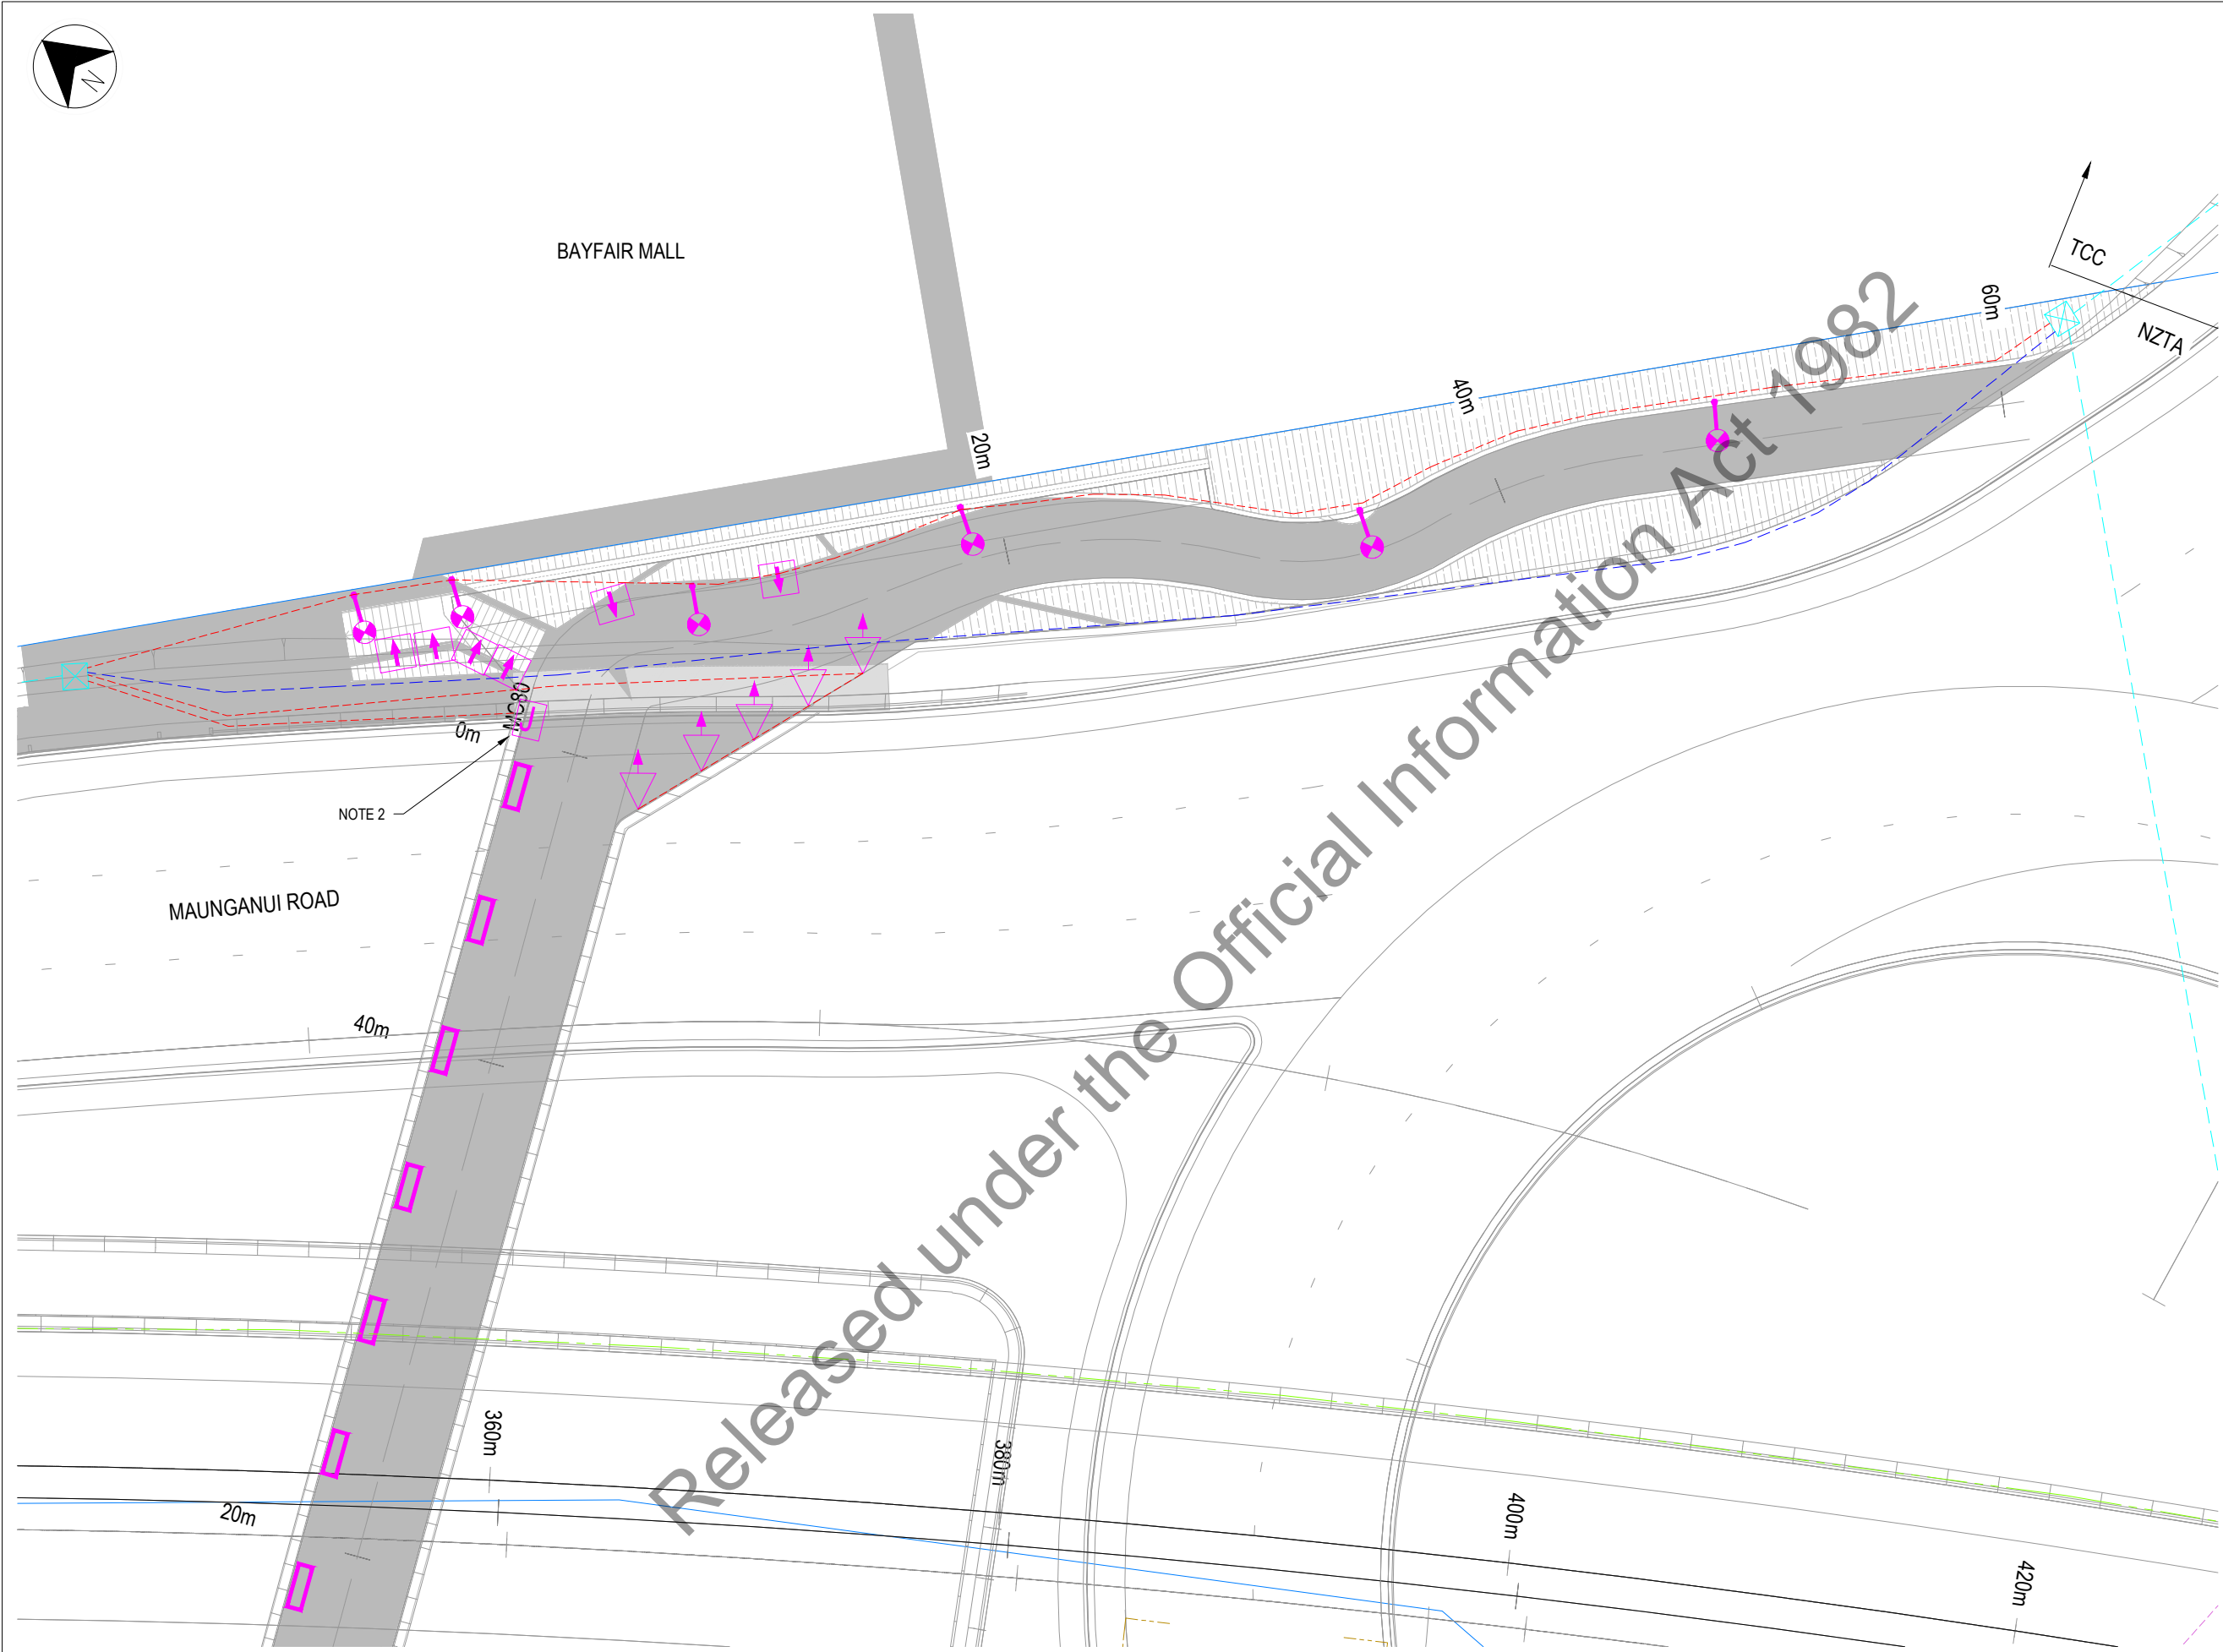 N
BAYFAIR MALL
TCC
NZTA
60m
40m
20m
MC80
0m
NOTE 2
MAUNGANUI ROAD
40m
360m
380m
20m
400m
420m
Released under the Official Information Act 1982